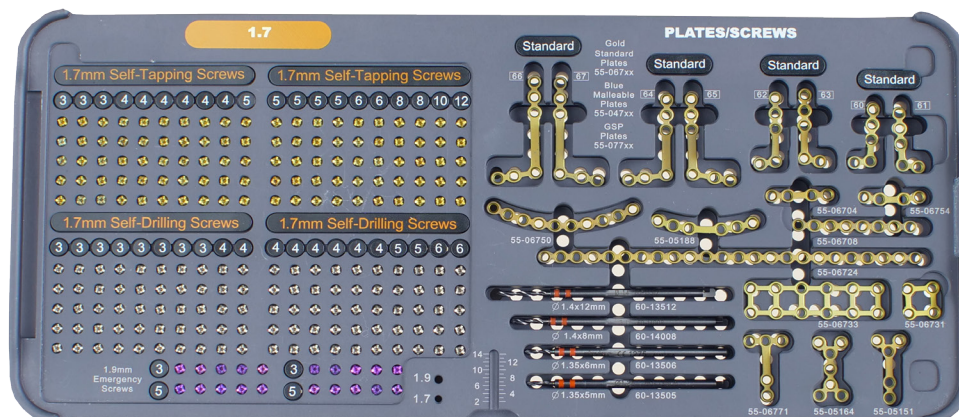 1.7
PLATES/SCREWS
1.7mm Self-Tapping Screws
3 3 3 3 4 4 4 4 4 5
1.7mm Self-Tapping Screws
5 5 5 5 6 6 8 8 10 12
1.7mm Self-Drilling Screws
3 3 3 3 3 3 3 3 4 4
1.7mm Self-Drilling Screws
4 4 4 4 4 4 5 5 6 6
1.9mm
Emergency
Screws
3
5
3
5
1.9
1.7
14
12
10
8
6
4
2
Standard
66 67
Gold
Standard
Plates
55-067xx
Blue
Malleable
Plates
55-047xx
GSP
Plates
55-077xx
Standard
64 65
Standard
62 63
Standard
60 61
55-06750
55-05188
55-06704
55-06754
55-06708
55-06724
Ø 1.4x12mm 60-13512
Ø 1.4x8mm 60-14008
Ø 1.35x6mm 60-13506
Ø 1.35x5mm 60-13505
55-06733
55-06731
55-06771
55-05164
55-05151